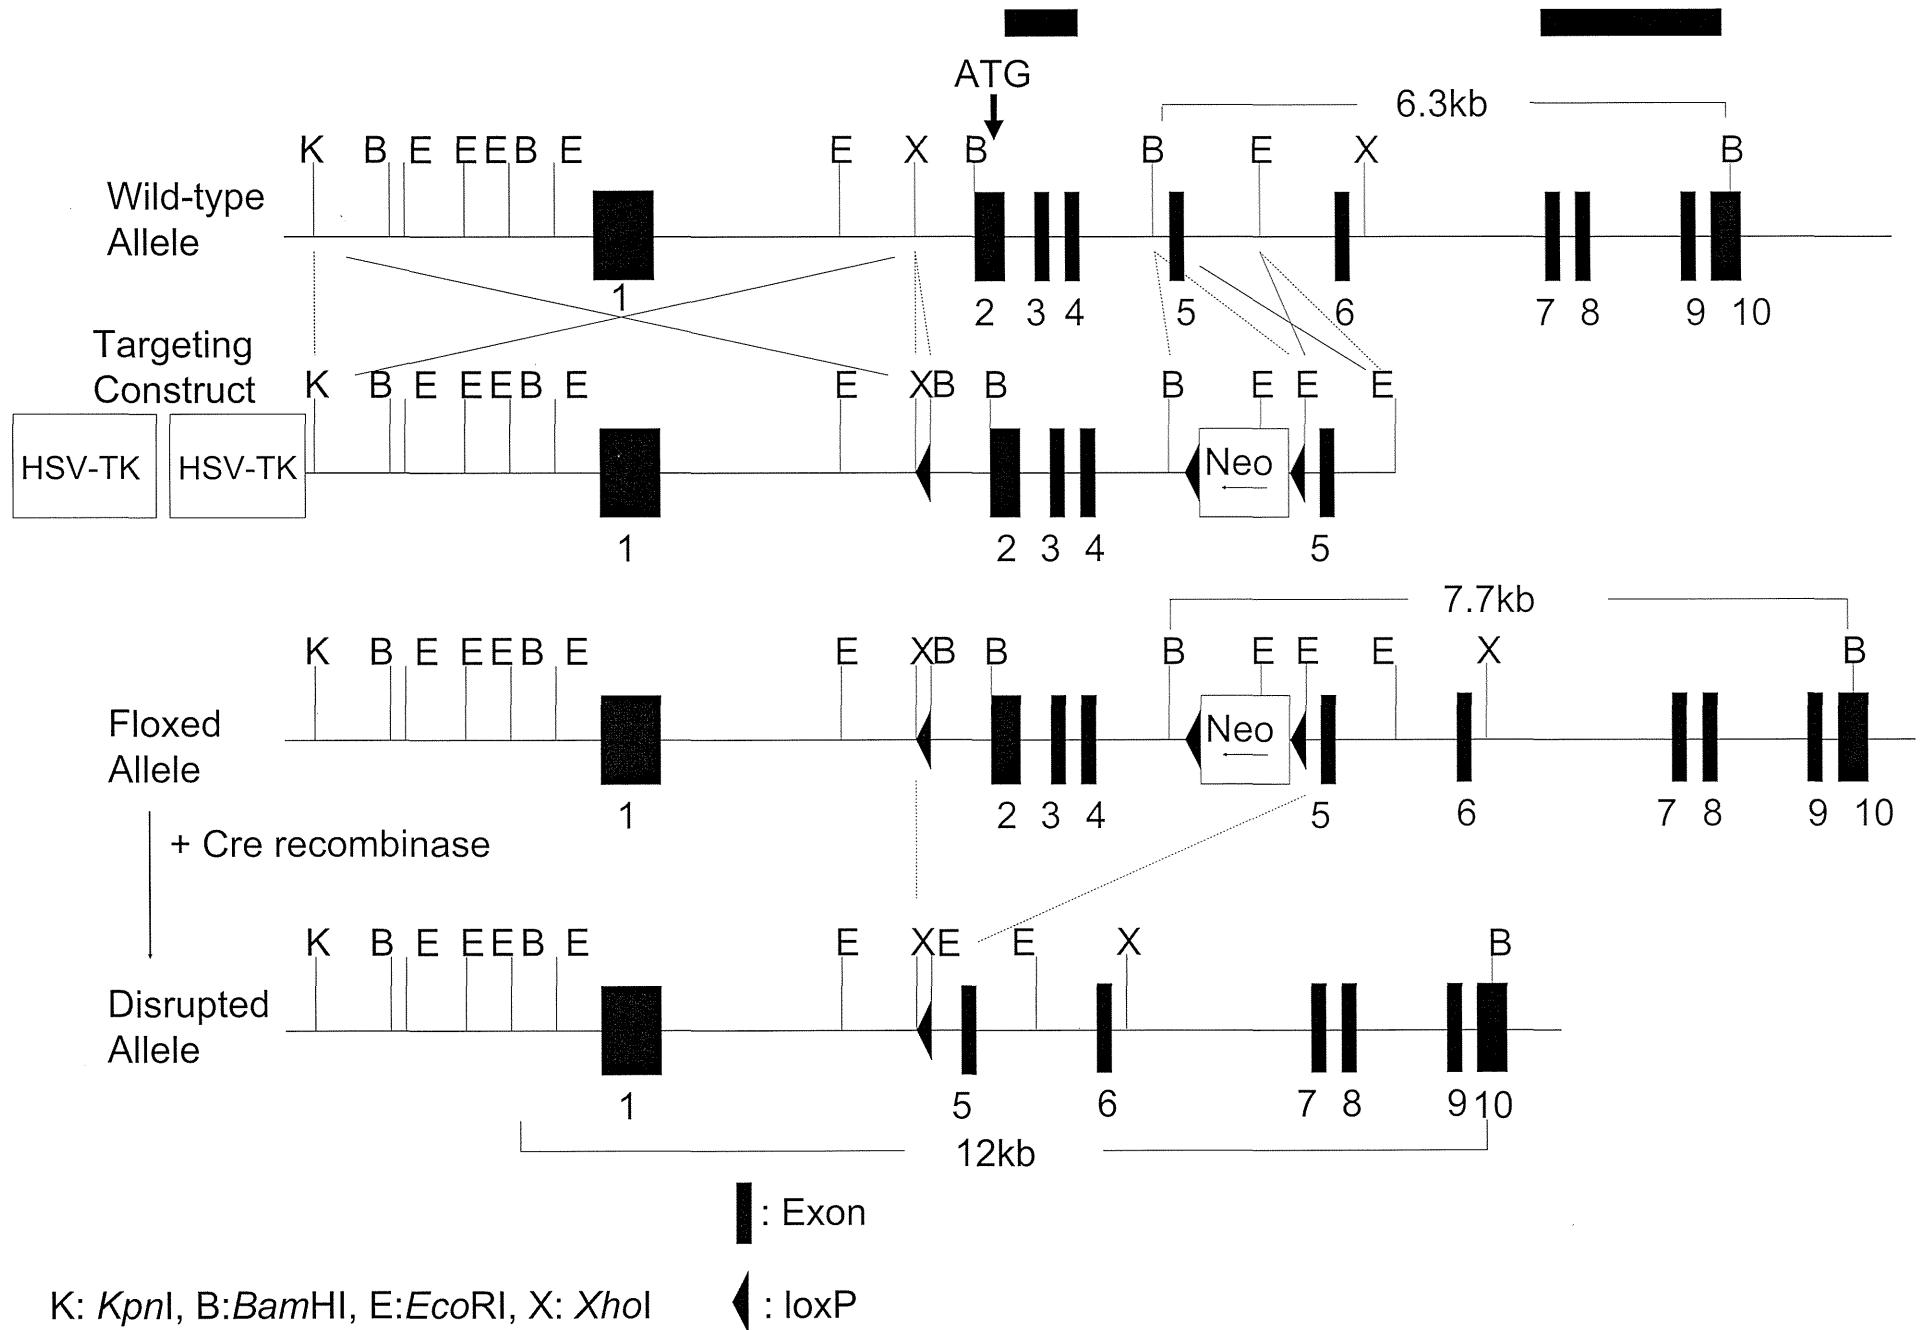 ATG
6.3kb
K B E E E B E E X B B E X B
Wild-type
Allele
1 2 3 4 5 6 7 8 9 10
Targeting
Construct
K B E E E B E E X B B B E E E
HSV-TK HSV-TK Neo
1 2 3 4 5
7.7kb
K B E E E B E E X B B B E E E X B
Floxed
Allele
Neo
1 2 3 4 5 6 7 8 9 10
+ Cre recombinase
K B E E E B E E X E E X B
Disrupted
Allele
1 5 6 7 8 9 10
12kb
: Exon
K: KpnI, B:BamHI, E:EcoRI, X: XhoI
: loxP